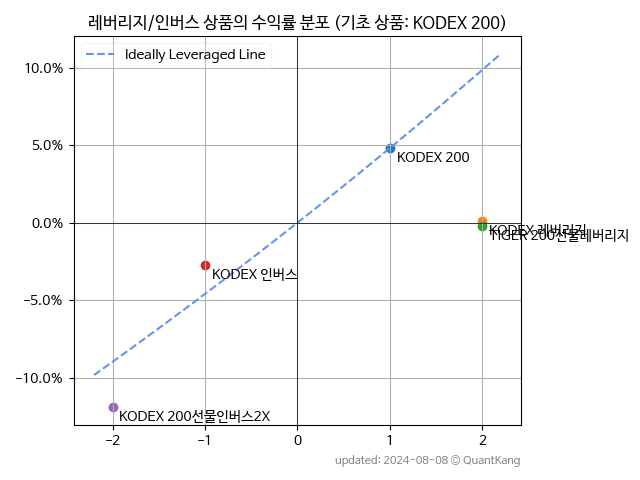 레버리지/인버스 상품의 수익률 분포 (기초 상품: KODEX 200)
Ideally Leveraged Line
10.0%
5.0%
0.0%
−5.0%
−10.0%
KODEX 200
KODEX 레버리지
TIGER 200선물레버리지
KODEX 인버스
KODEX 200선물인버스2X
−2
−1
0
1
2
updated: 2024-08-08 © QuantKang